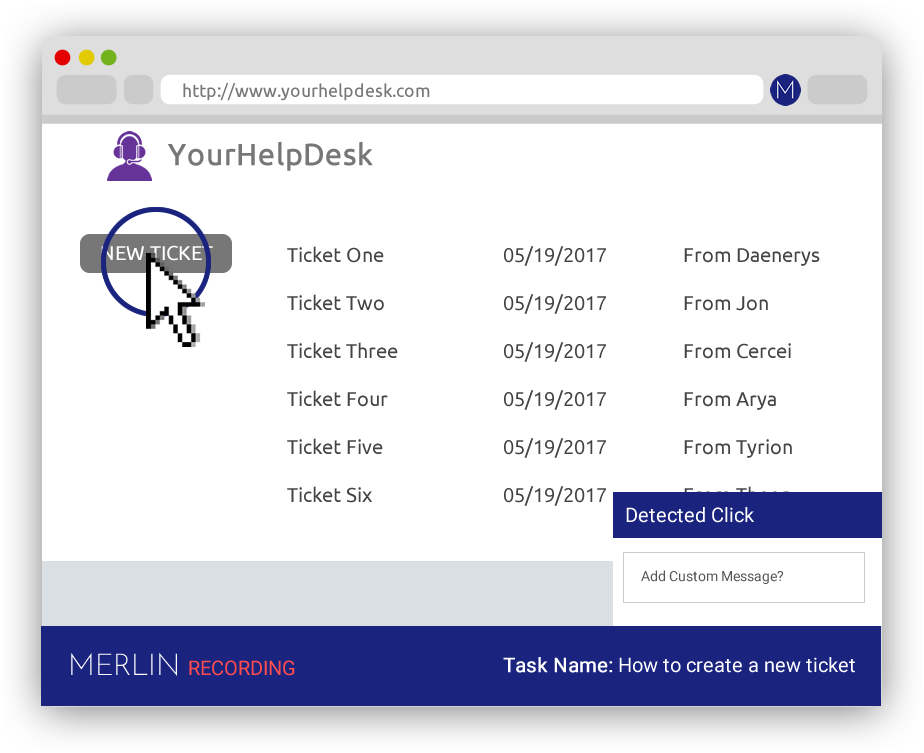 http://www.yourhelpdesk.com
M
YourHelpDesk
NEW TICKET
Ticket One 05/19/2017 From Daenerys
Ticket Two 05/19/2017 From Jon
Ticket Three 05/19/2017 From Cercei
Ticket Four 05/19/2017 From Arya
Ticket Five 05/19/2017 From Tyrion
Ticket Six 05/19/2017
Detected Click
Add Custom Message?
MERLIN RECORDING
Task Name: How to create a new ticket